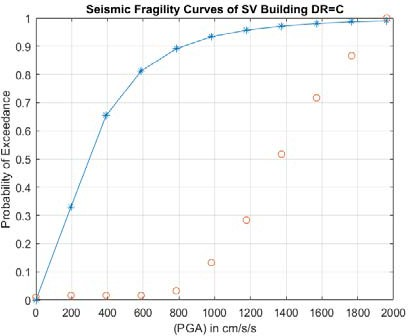 Seismic Fragility Curves of SV Building DR=C
1
0.9
0.8
0.7
0.6
0.5
0.4
0.3
0.2
0.1
0
Probability of Exceedance
0 200 400 600 800 1000 1200 1400 1600 1800 2000
(PGA) in cm/s/s